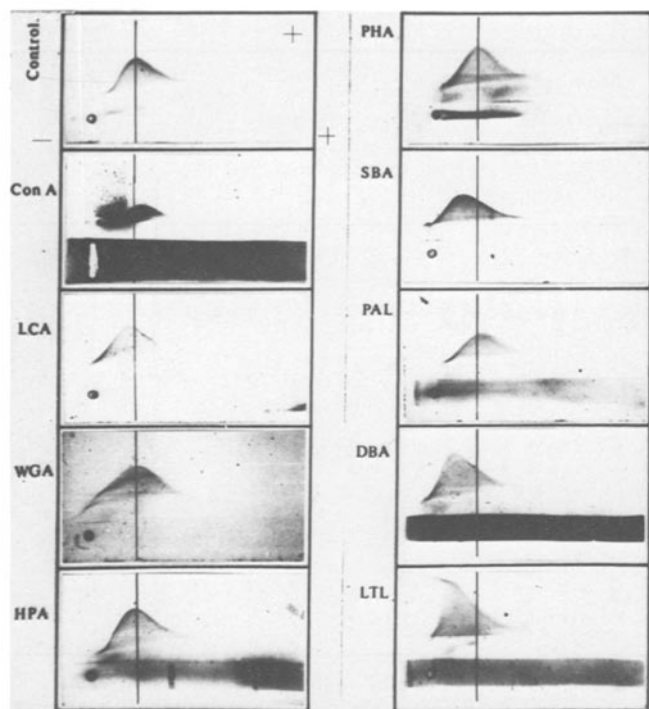 Control.
+
− +
Con A
LCA
WGA
HPA
PHA
SBA
PAL
DBA
LTL